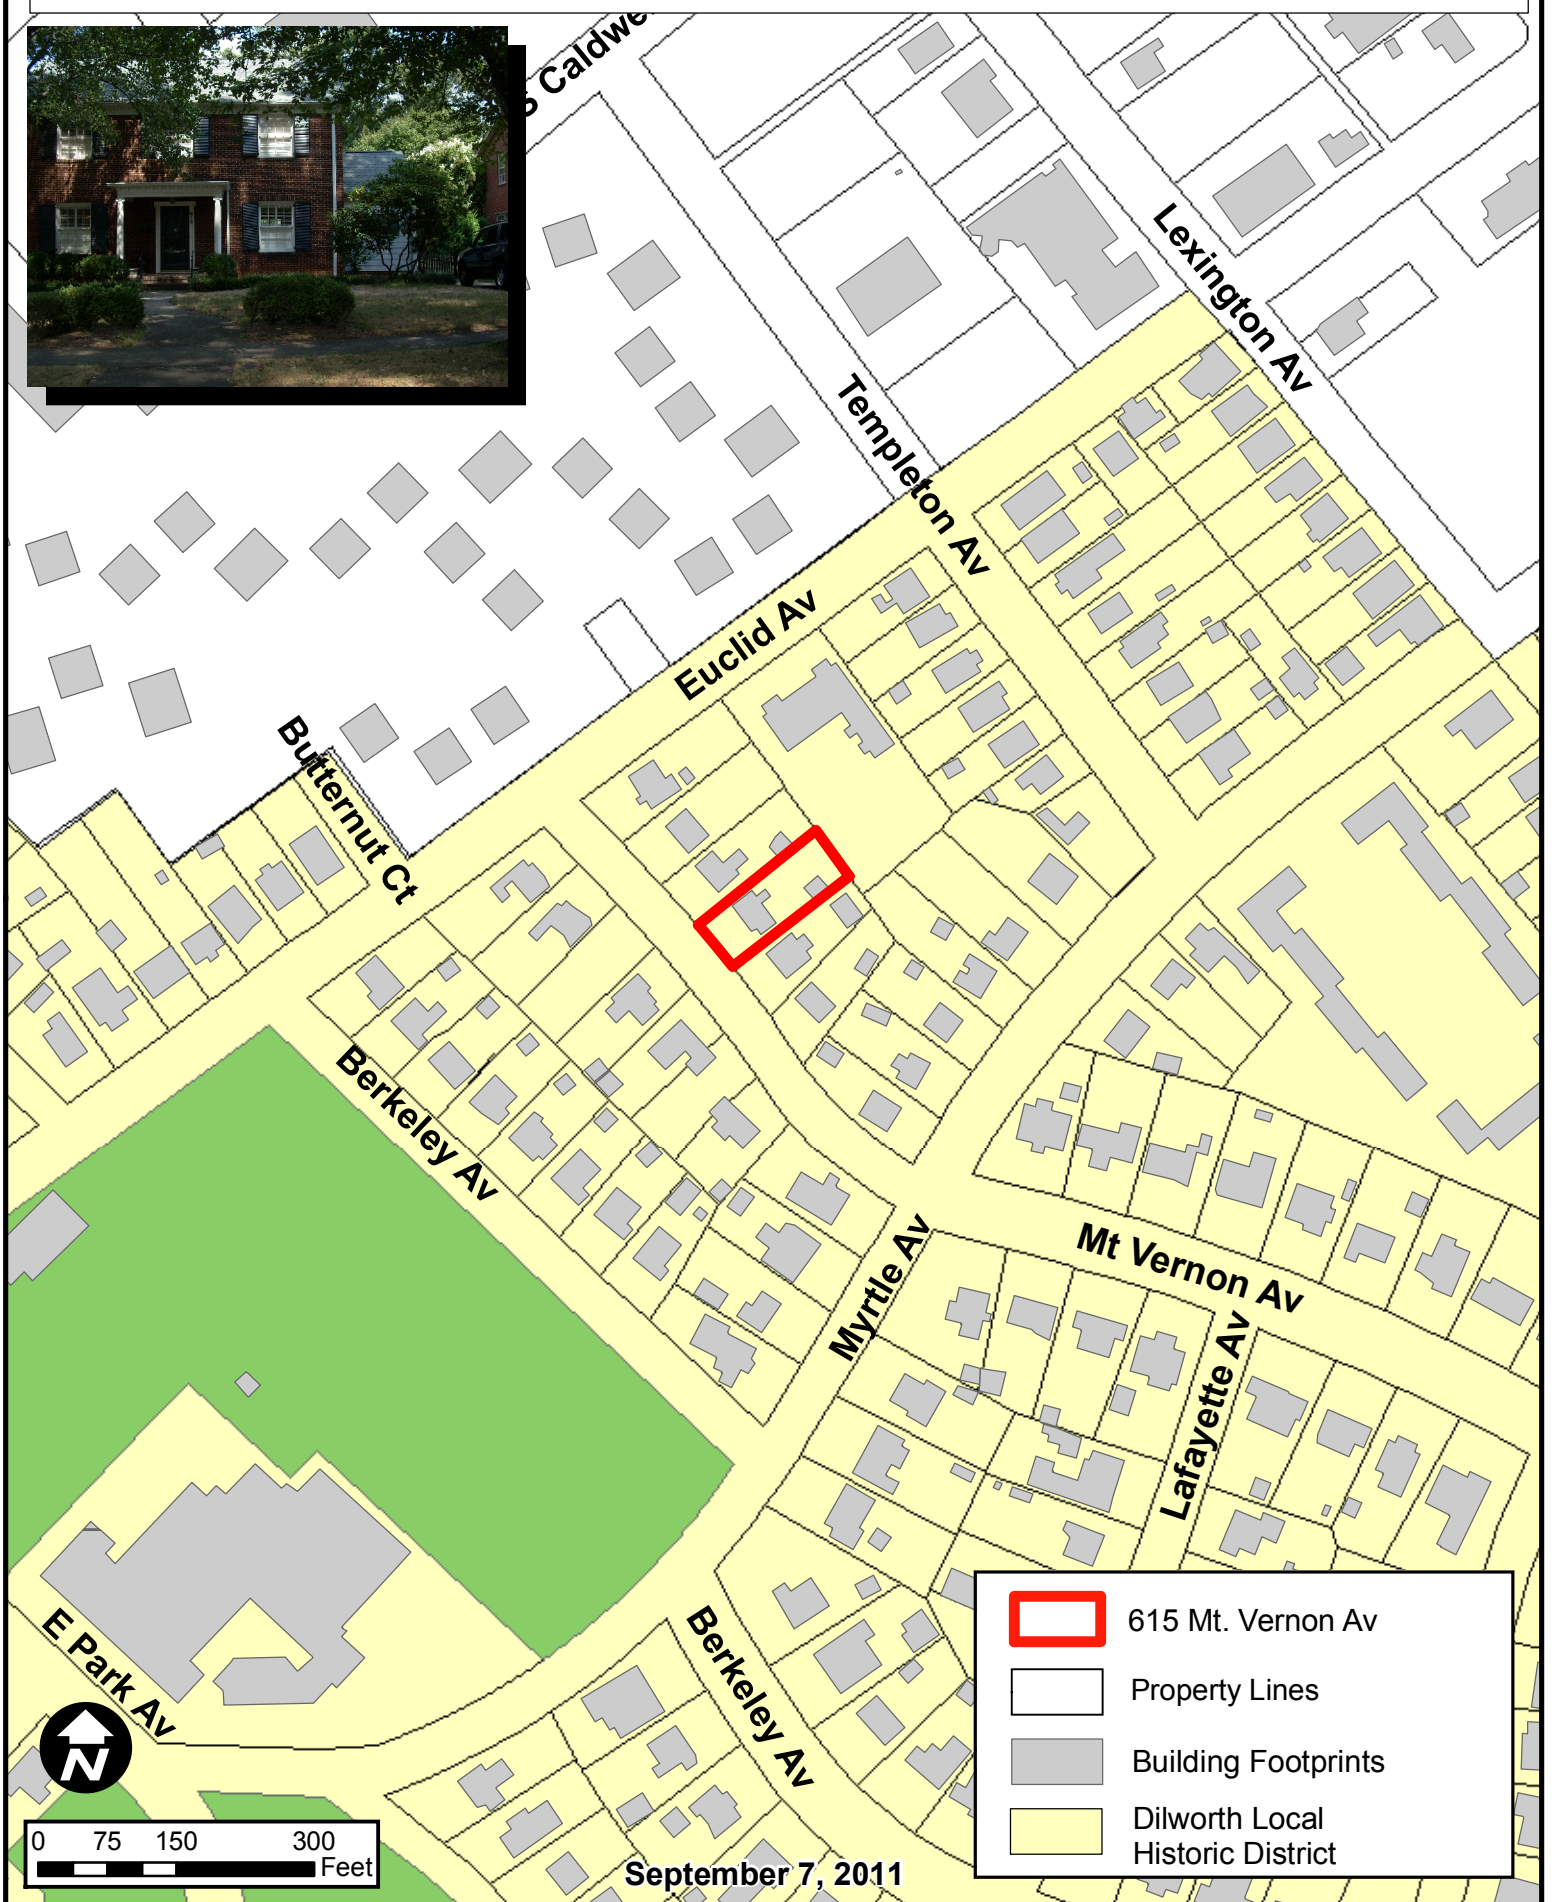 S Caldwe
Lexington Av
Templeton Av
Euclid Av
Butternut Ct
Berkeley Av
Myrtle Av
Mt Vernon Av
Lafayette Av
E Park Av
Berkeley Av
615 Mt. Vernon Av
Property Lines
Building Footprints
Dilworth Local
Historic District
N
0 75 150 300
Feet
September 7, 2011